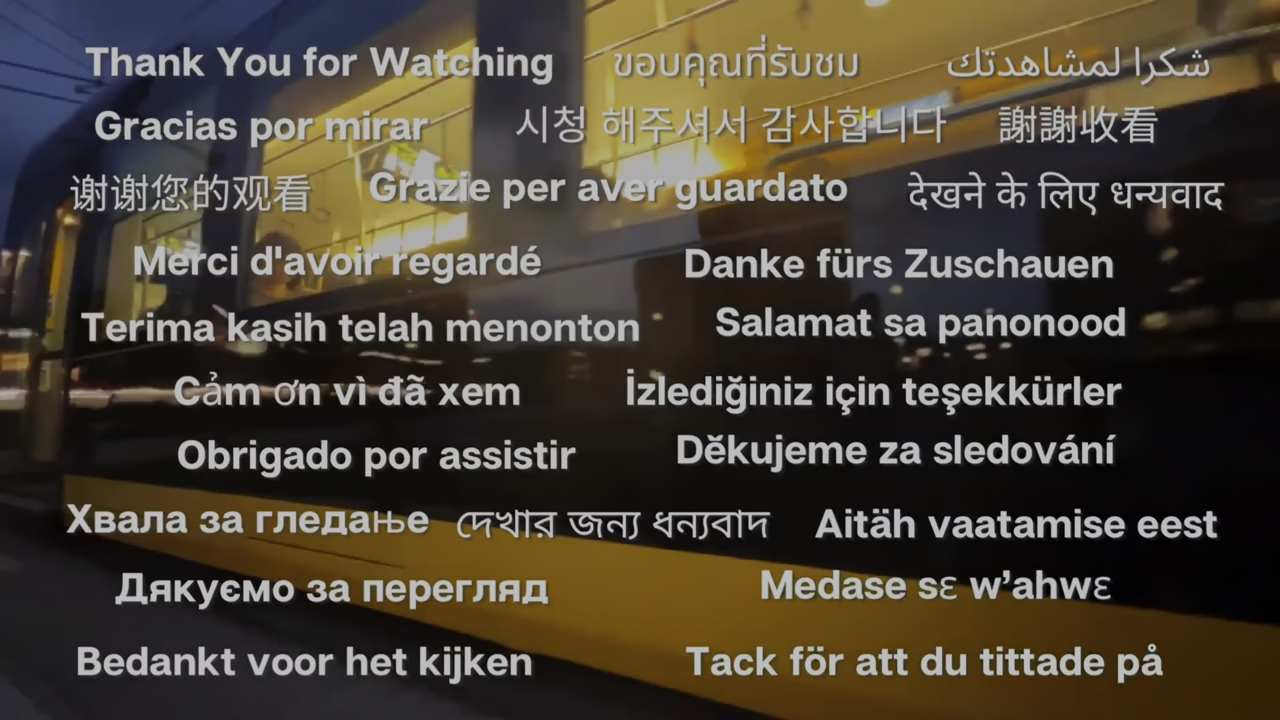 Thank You for Watching ขอบคุณที่รับชม شكرا لمشاهدتك
Gracias por mirar 시청 해주셔서 감사합니다 謝謝收看
谢谢您的观看 Grazie per aver guardato देखने के लिए धन्यवाद
Merci d'avoir regardé Danke fürs Zuschauen
Terima kasih telah menonton Salamat sa panonood
Cảm ơn vì đã xem İzlediğiniz için teşekkürler
Obrigado por assistir Děkujeme za sledování
Хвала за гледање দেখার জন্য ধন্যবাদ Aitäh vaatamise eest
Дякуємо за перегляд Medase sɛ w’ahwɛ
Bedankt voor het kijken Tack för att du tittade på